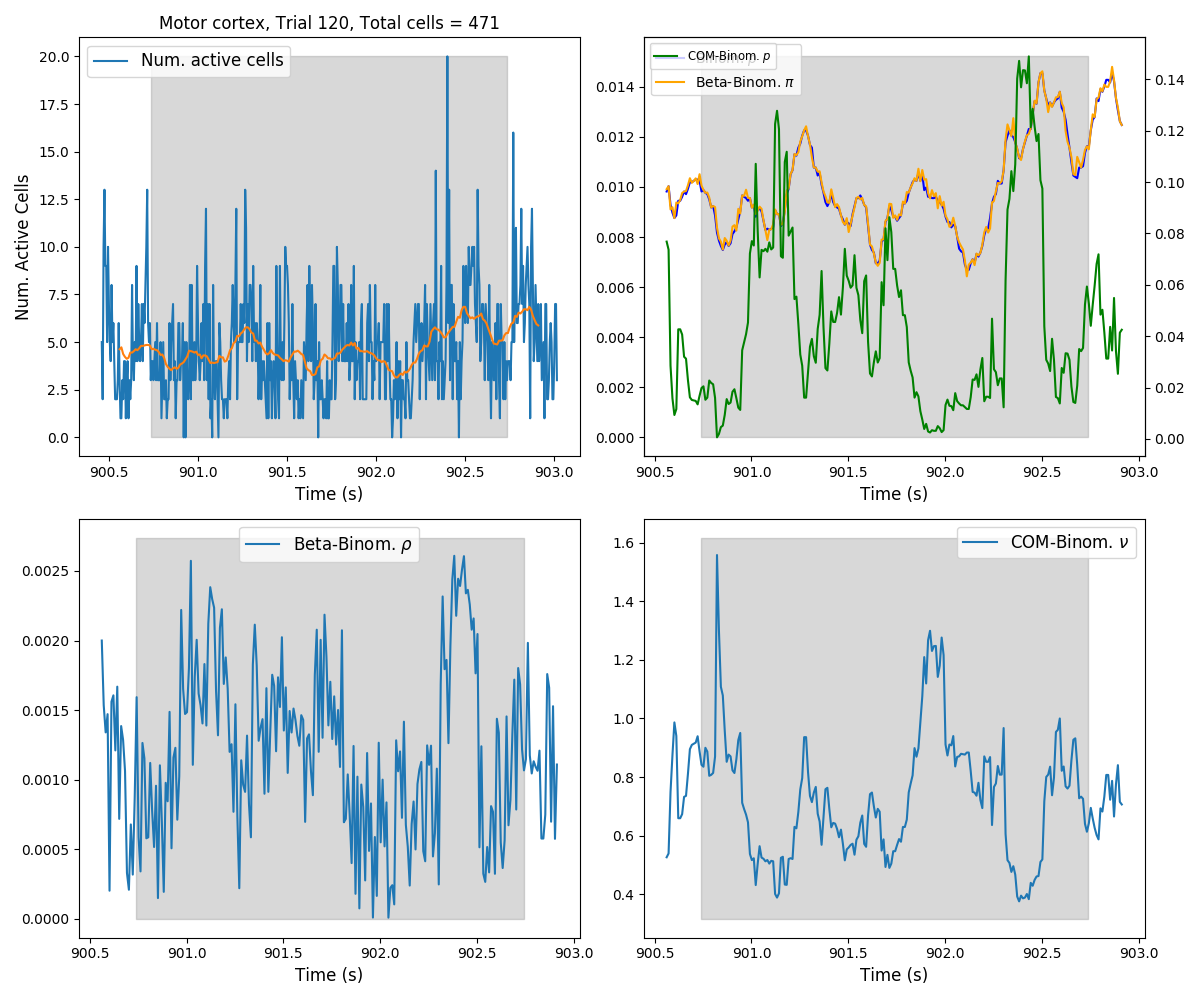 Motor cortex, Trial 120, Total cells = 471
Num. active cells
Num. Active Cells
20.0
17.5
15.0
12.5
10.0
7.5
5.0
2.5
0.0
900.5 901.0 901.5 902.0 902.5 903.0
Time (s)
COM-Binom. p
Beta-Binom. π
0.014
0.012
0.010
0.008
0.006
0.004
0.002
0.000
0.14
0.12
0.10
0.08
0.06
0.04
0.02
0.00
900.5 901.0 901.5 902.0 902.5 903.0
Time (s)
Beta-Binom. ρ
0.0025
0.0020
0.0015
0.0010
0.0005
0.0000
900.5 901.0 901.5 902.0 902.5 903.0
Time (s)
COM-Binom. ν
1.6
1.4
1.2
1.0
0.8
0.6
0.4
900.5 901.0 901.5 902.0 902.5 903.0
Time (s)